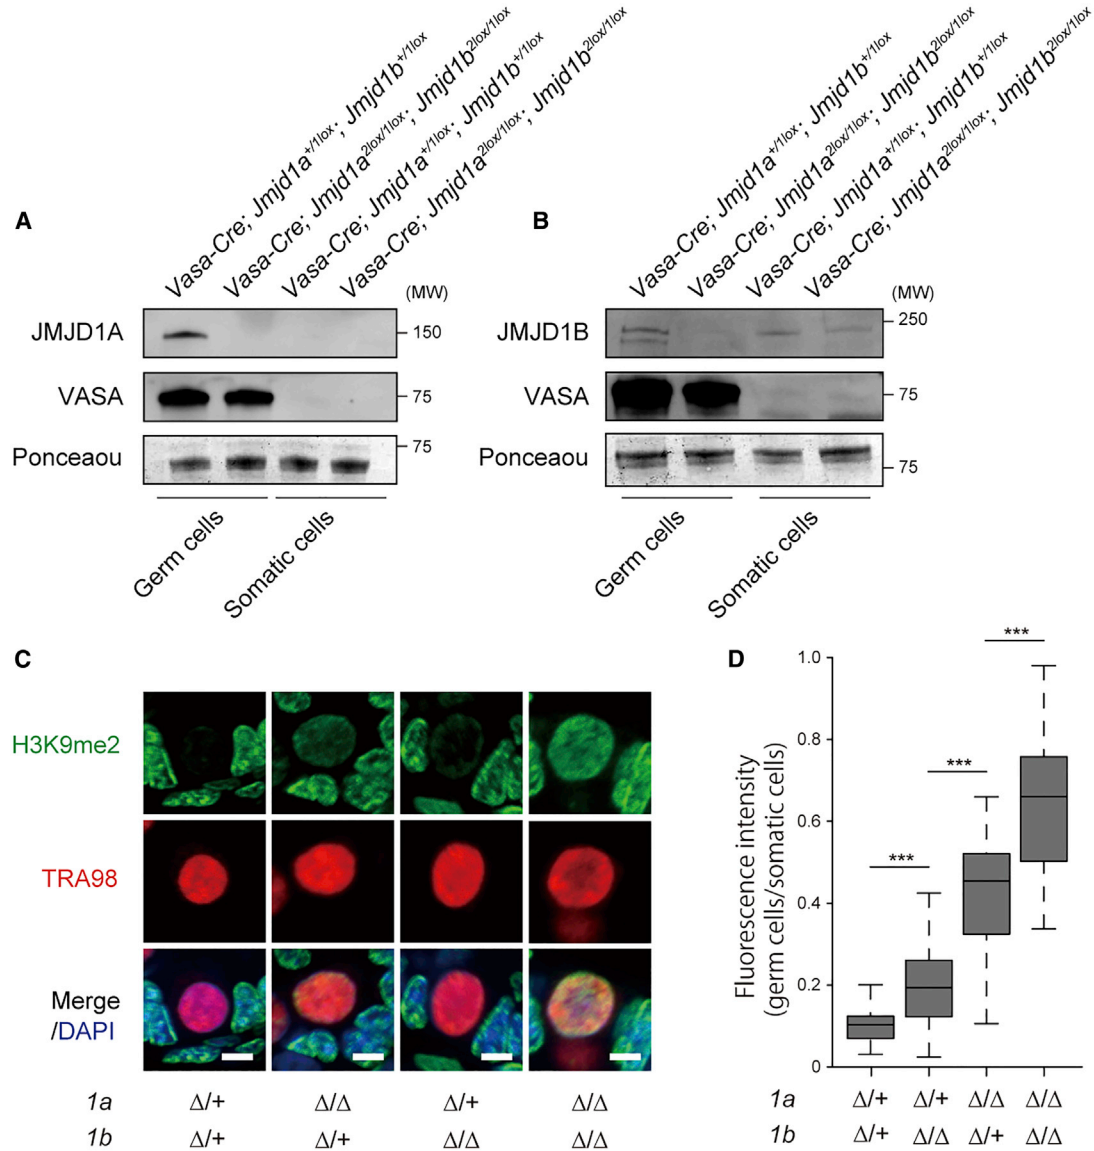 A
Vasa-Cre; Jmjd1a+/1lox; Jmjd1b+/1lox
Vasa-Cre; Jmjd1a2lox/1lox; Jmjd1b2lox/1lox
Vasa-Cre; Jmjd1a+/1lox; Jmjd1b+/1lox
Vasa-Cre; Jmjd1a2lox/1lox; Jmjd1b2lox/1lox
(MW)
JMJD1A
150
VASA
75
Ponceaou
75
Germ cells
Somatic cells
B
Vasa-Cre; Jmjd1a+/1lox; Jmjd1b+/1lox
Vasa-Cre; Jmjd1a2lox/1lox; Jmjd1b2lox/1lox
Vasa-Cre; Jmjd1a+/1lox; Jmjd1b+/1lox
Vasa-Cre; Jmjd1a2lox/1lox; Jmjd1b2lox/1lox
(MW)
JMJD1B
250
VASA
75
Ponceaou
75
Germ cells
Somatic cells
C
H3K9me2
TRA98
Merge
/DAPI
1a Δ/+ Δ/Δ Δ/+ Δ/Δ
1b Δ/+ Δ/+ Δ/Δ Δ/Δ
D
Fluorescence intensity
(germ cells/somatic cells)
1.0
0.8
0.6
0.4
0.2
0
***
***
***
1a Δ/+ Δ/+ Δ/Δ Δ/Δ
1b Δ/+ Δ/Δ Δ/+ Δ/Δ